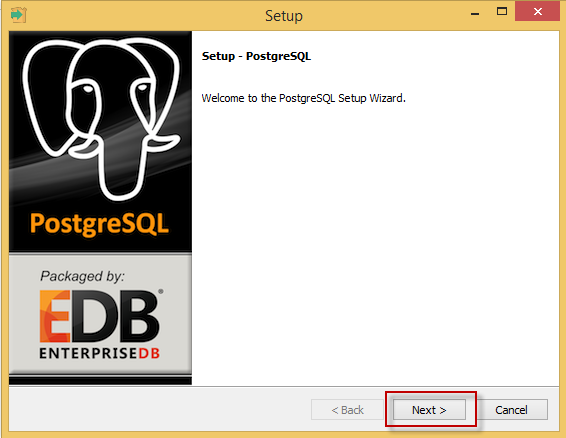 Setup
Setup - PostgreSQL
Welcome to the PostgreSQL Setup Wizard.
PostgreSQL
Packaged by:
EDB®
ENTERPRISEDB
< Back
Next >
Cancel